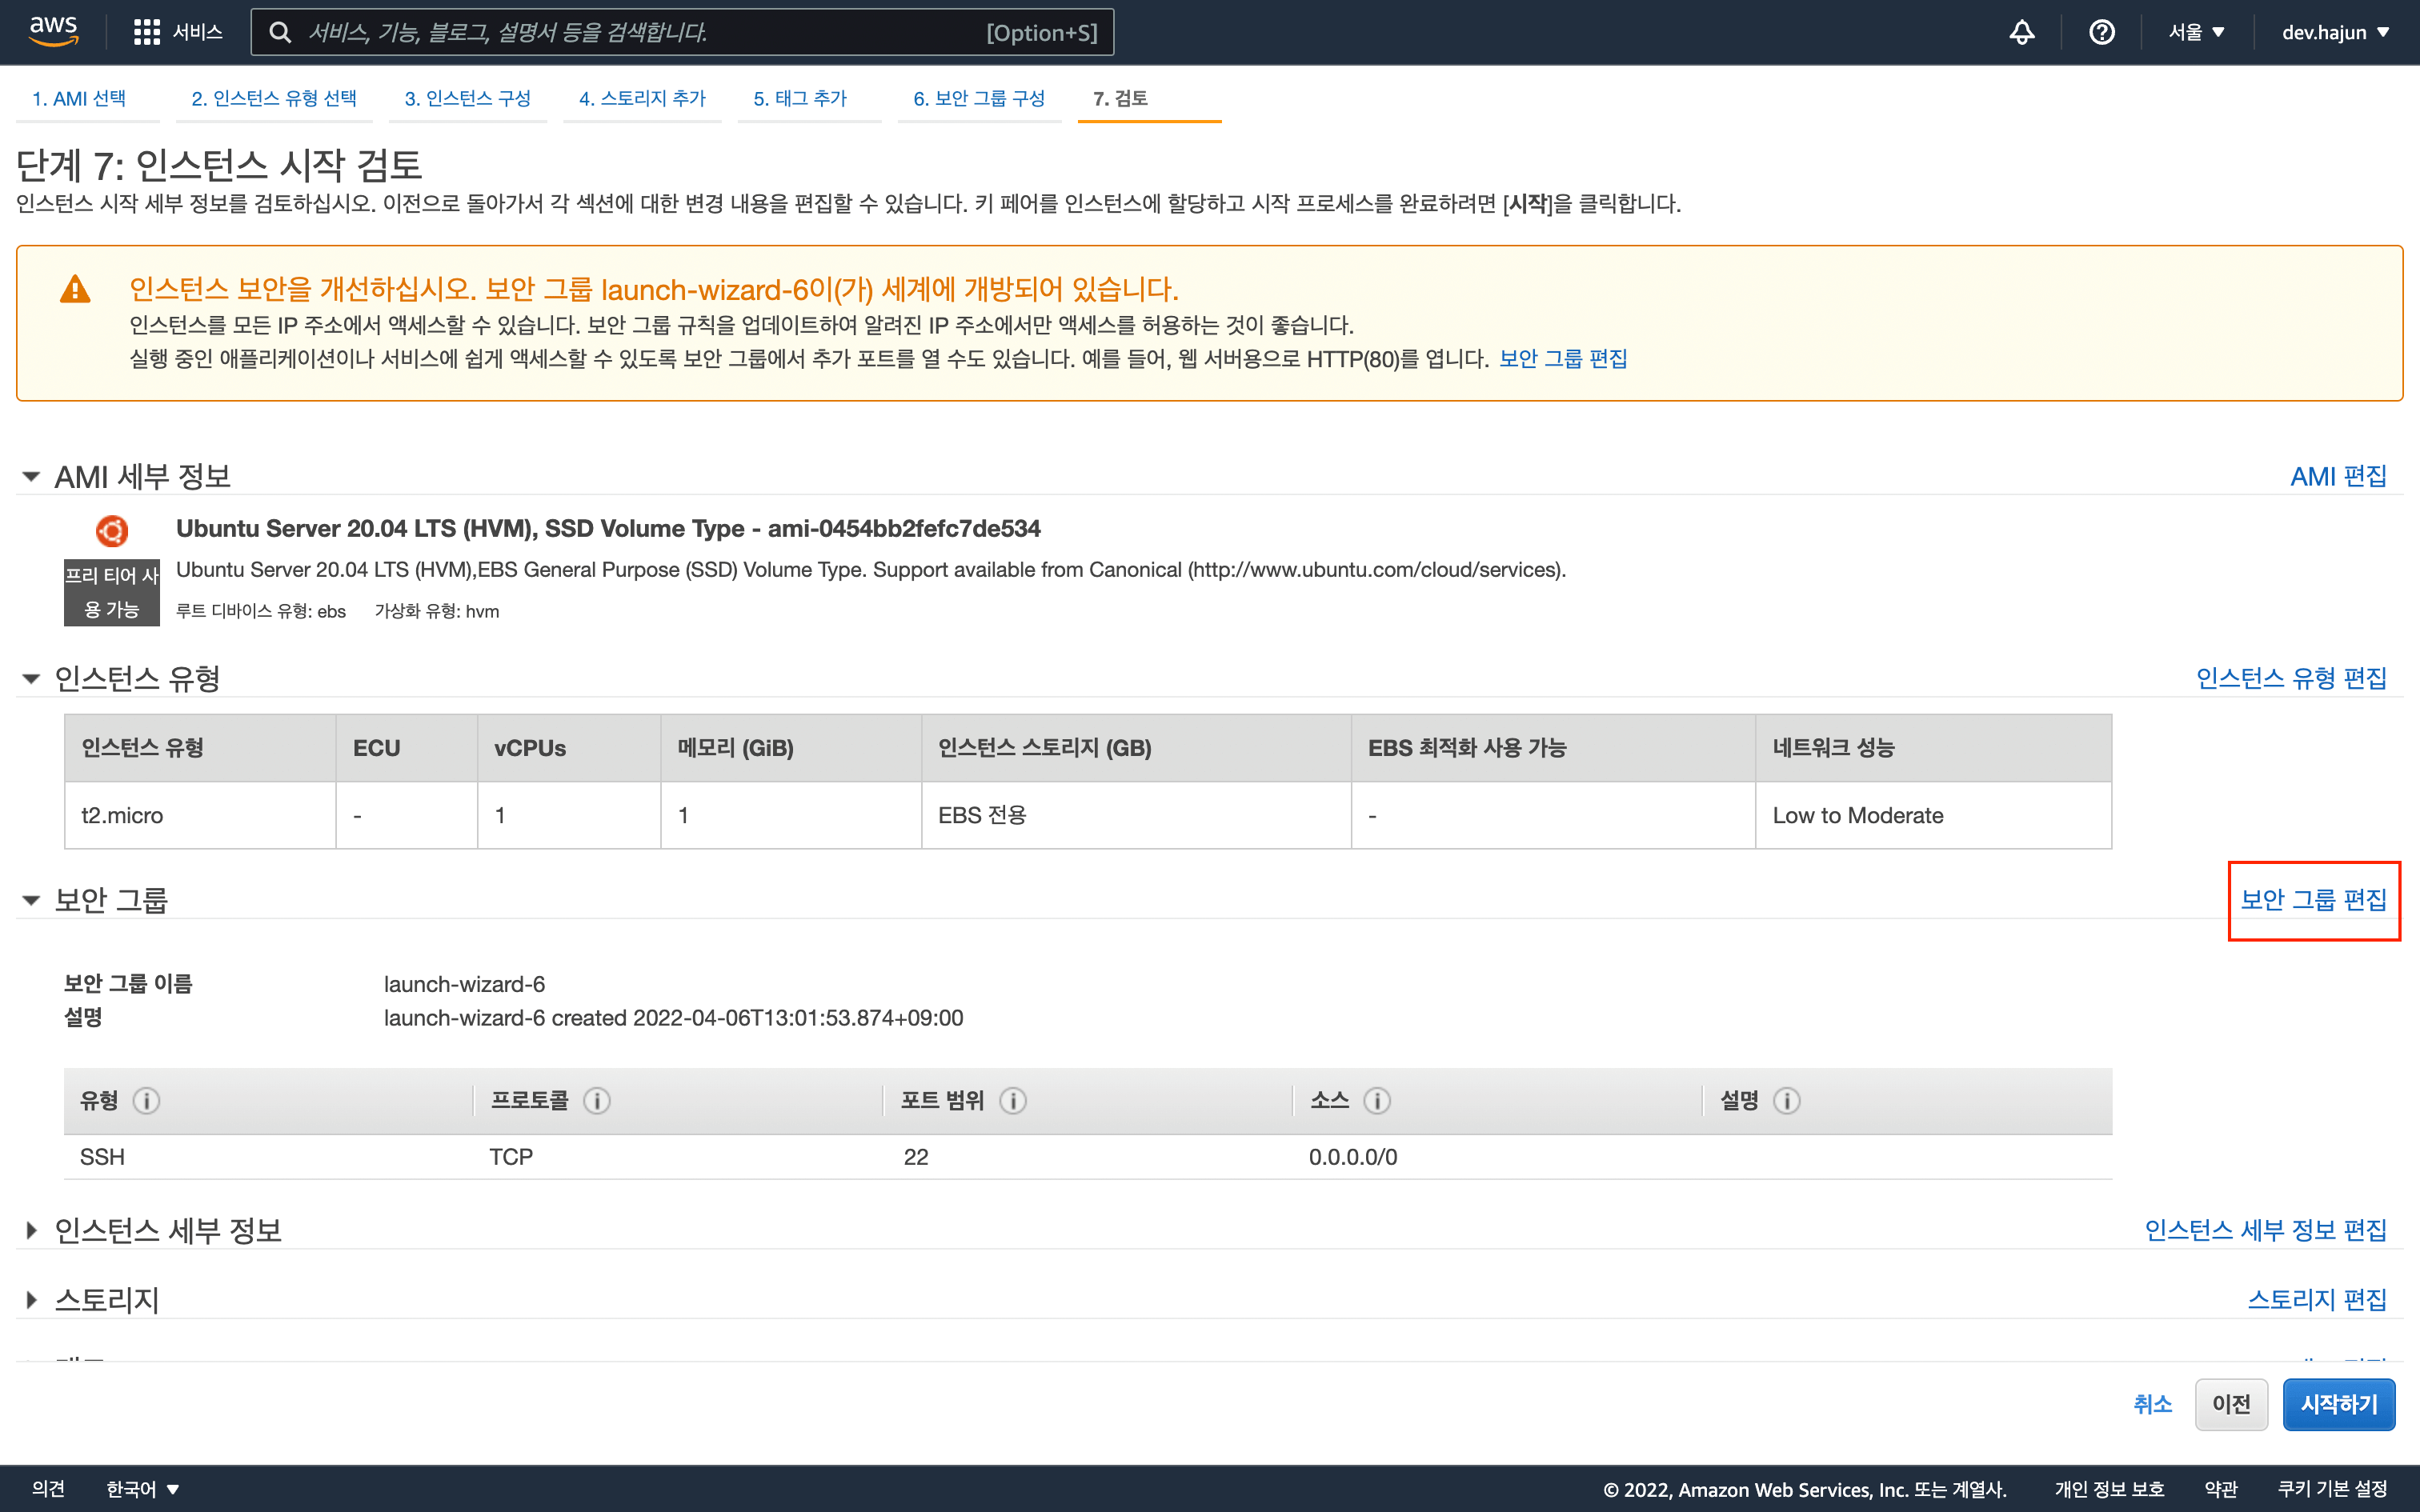 aws 서비스 서비스, 기능, 블로그, 설명서 등을 검색합니다. [Option+S] 서울 ▼ dev.hajun ▼
1. AMI 선택 2. 인스턴스 유형 선택 3. 인스턴스 구성 4. 스토리지 추가 5. 태그 추가 6. 보안 그룹 구성 7. 검토
단계 7: 인스턴스 시작 검토
인스턴스 시작 세부 정보를 검토하십시오. 이전으로 돌아가서 각 섹션에 대한 변경 내용을 편집할 수 있습니다. 키 페어를 인스턴스에 할당하고 시작 프로세스를 완료하려면 [시작]을 클릭합니다.
인스턴스 보안을 개선하십시오. 보안 그룹 launch-wizard-6이(가) 세계에 개방되어 있습니다.
인스턴스를 모든 IP 주소에서 액세스할 수 있습니다. 보안 그룹 규칙을 업데이트하여 알려진 IP 주소에서만 액세스를 허용하는 것이 좋습니다.
실행 중인 애플리케이션이나 서비스에 쉽게 액세스할 수 있도록 보안 그룹에서 추가 포트를 열 수도 있습니다. 예를 들어, 웹 서버용으로 HTTP(80)를 엽니다. 보안 그룹 편집
AMI 세부 정보 AMI 편집
Ubuntu Server 20.04 LTS (HVM), SSD Volume Type - ami-0454bb2fefc7de534
프리 티어 사
용 가능
Ubuntu Server 20.04 LTS (HVM),EBS General Purpose (SSD) Volume Type. Support available from Canonical (http://www.ubuntu.com/cloud/services).
루트 디바이스 유형: ebs 가상화 유형: hvm
인스턴스 유형 인스턴스 유형 편집
인스턴스 유형 ECU vCPUs 메모리 (GiB) 인스턴스 스토리지 (GB) EBS 최적화 사용 가능 네트워크 성능
t2.micro - 1 1 EBS 전용 - Low to Moderate
보안 그룹 보안 그룹 편집
보안 그룹 이름 launch-wizard-6
설명 launch-wizard-6 created 2022-04-06T13:01:53.874+09:00
유형 프로토콜 포트 범위 소스 설명
SSH TCP 22 0.0.0.0/0
인스턴스 세부 정보 인스턴스 세부 정보 편집
스토리지 스토리지 편집
취소 이전 시작하기
의견 한국어 ▼ © 2022, Amazon Web Services, Inc. 또는 계열사. 개인 정보 보호 약관 쿠키 기본 설정